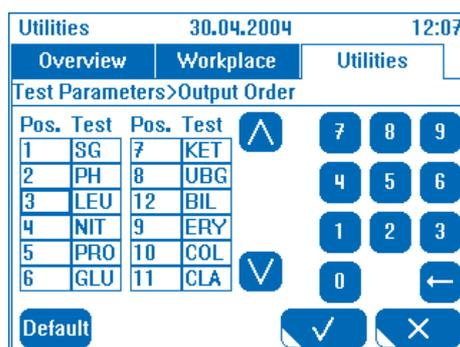 Utilities 30.04.2004 12:07
Overview Workplace Utilities
Test Parameters>Output Order
Pos. Test Pos. Test
1 SG 7 KET
2 PH 8 UBG
3 LEU 12 BIL
4 NIT 9 ERY
5 PRO 10 COL
6 GLU 11 CLA
7 8 9
4 5 6
1 2 3
0
Default